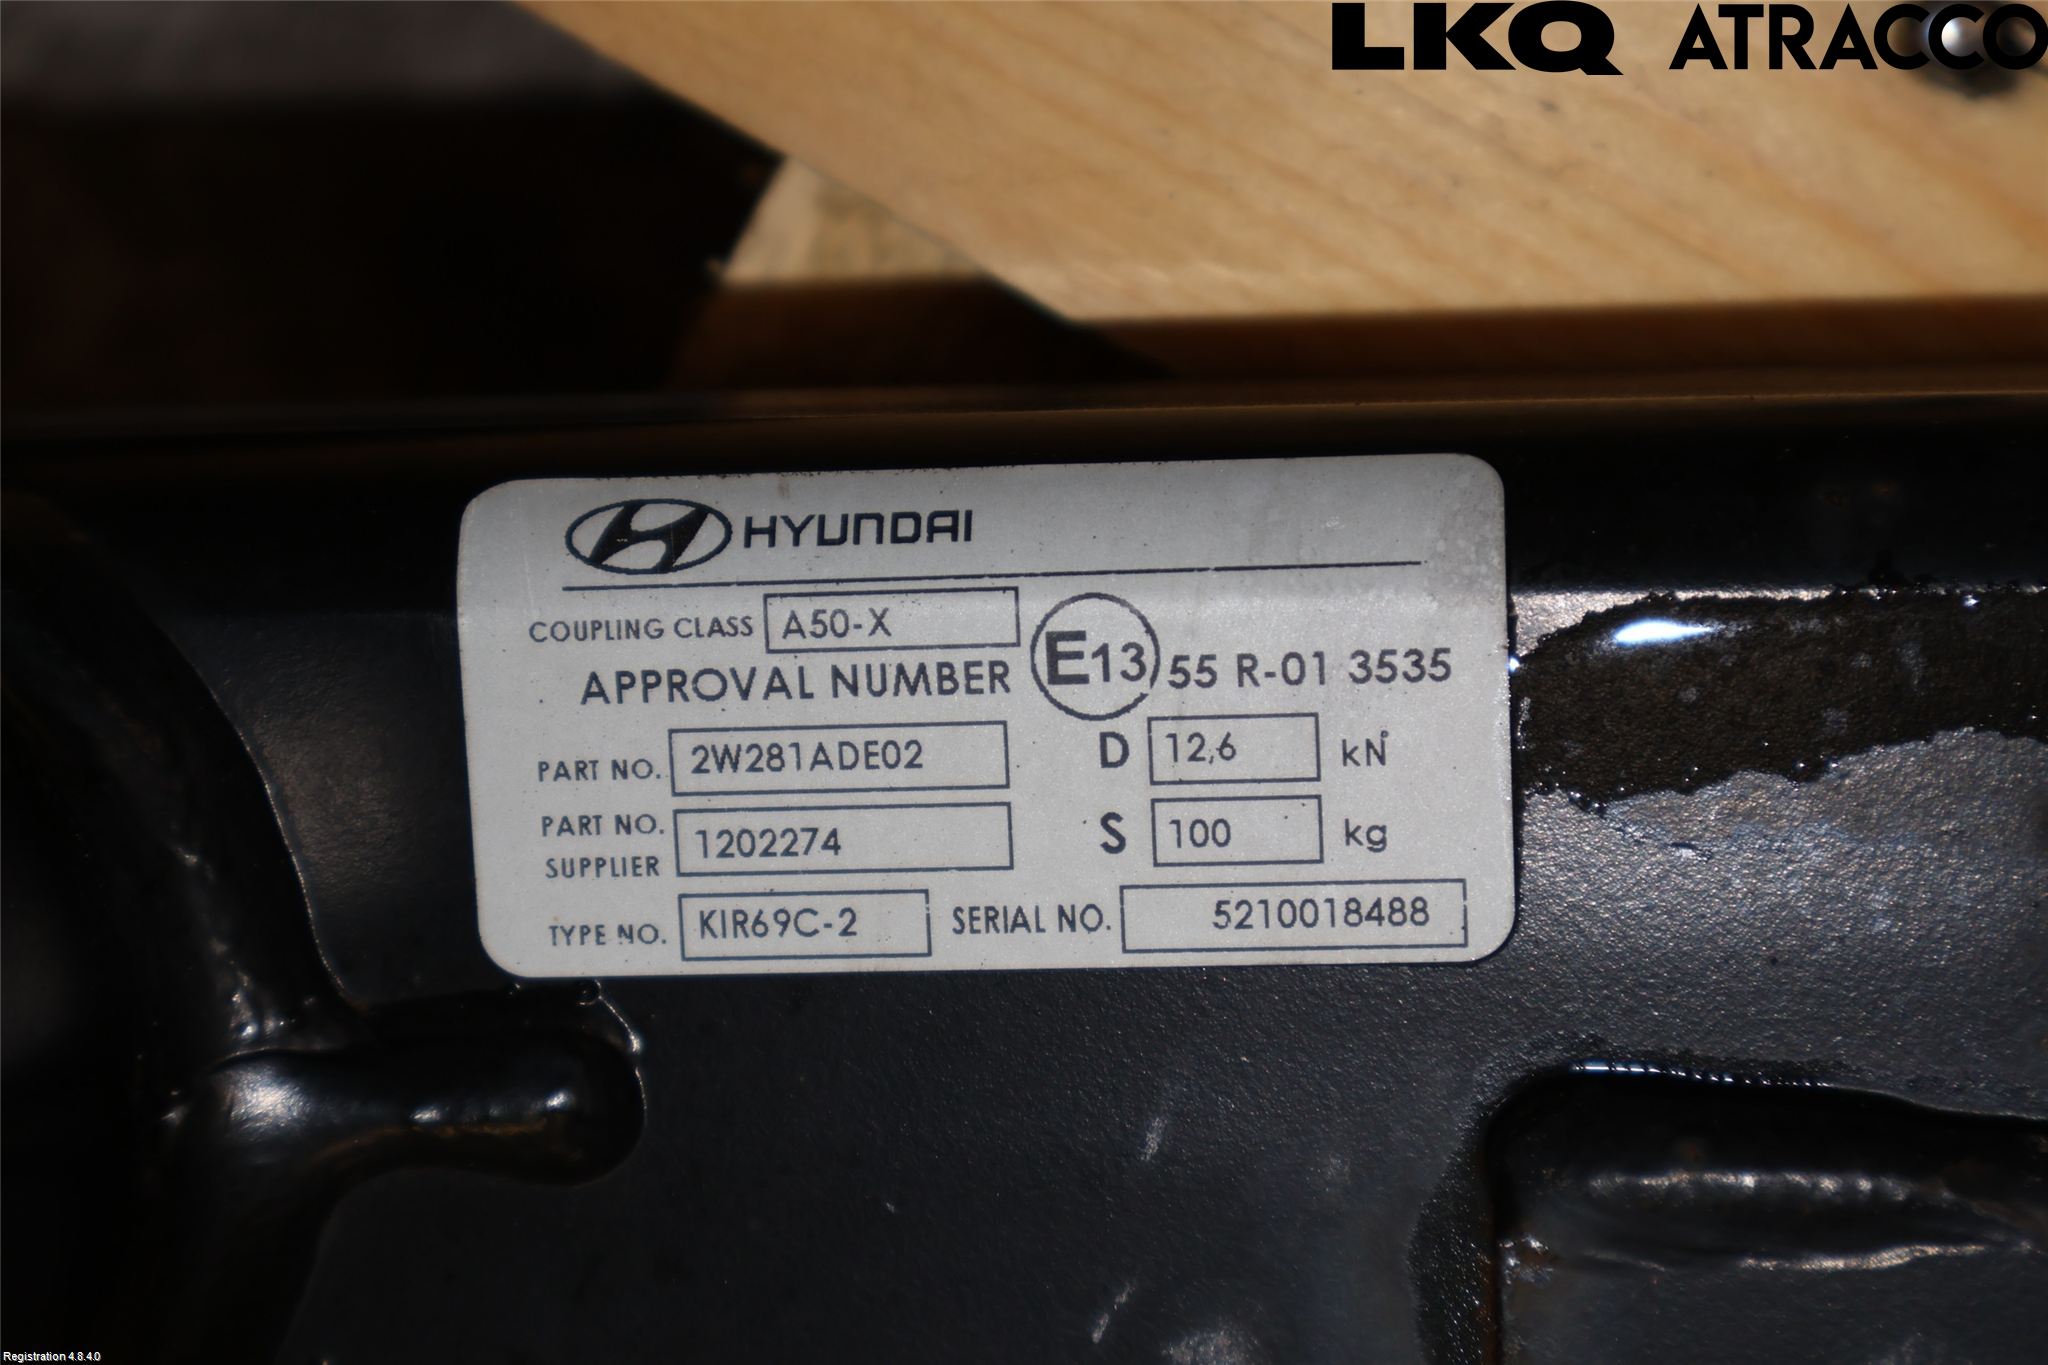 LKQ ATRACCO
HYUNDAI
COUPLING CLASS A50-X
APPROVAL NUMBER E13 55 R-01 3535
PART NO. 2W281ADE02 D 12,6 kN
PART NO. SUPPLIER 1202274 S 100 kg
TYPE NO. KIR69C-2 SERIAL NO. 5210018488
Registration 4.8.4.0